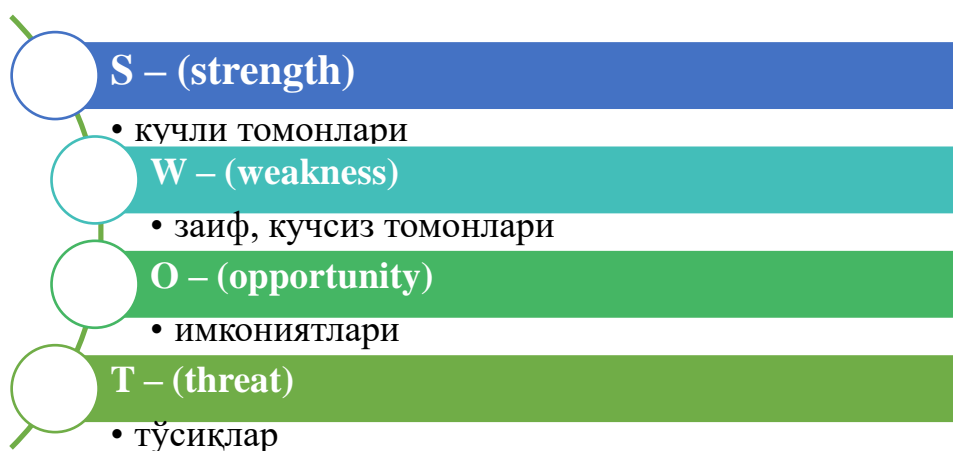 S – (strength)
• кучли томонлари
W – (weakness)
• заиф, кучсиз томонлари
O – (opportunity)
• имкониятлари
T – (threat)
• тўсиқлар